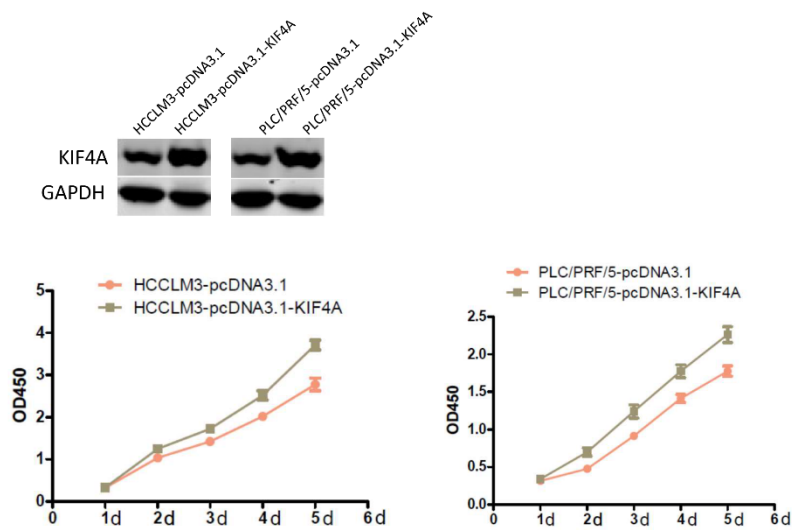 HCCLM3-pcDNA3.1
HCCLM3-pcDNA3.1-KIF4A
PLC/PRF/5-pcDNA3.1
PLC/PRF/5-pcDNA3.1-KIF4A
KIF4A
GAPDH
HCCLM3-pcDNA3.1
HCCLM3-pcDNA3.1-KIF4A
5
4
3
2
1
0
OD450
0 1d 2d 3d 4d 5d 6d
PLC/PRF/5-pcDNA3.1
PLC/PRF/5-pcDNA3.1-KIF4A
2.5
2.0
1.5
1.0
0.5
0.0
OD450
0 1d 2d 3d 4d 5d 6d